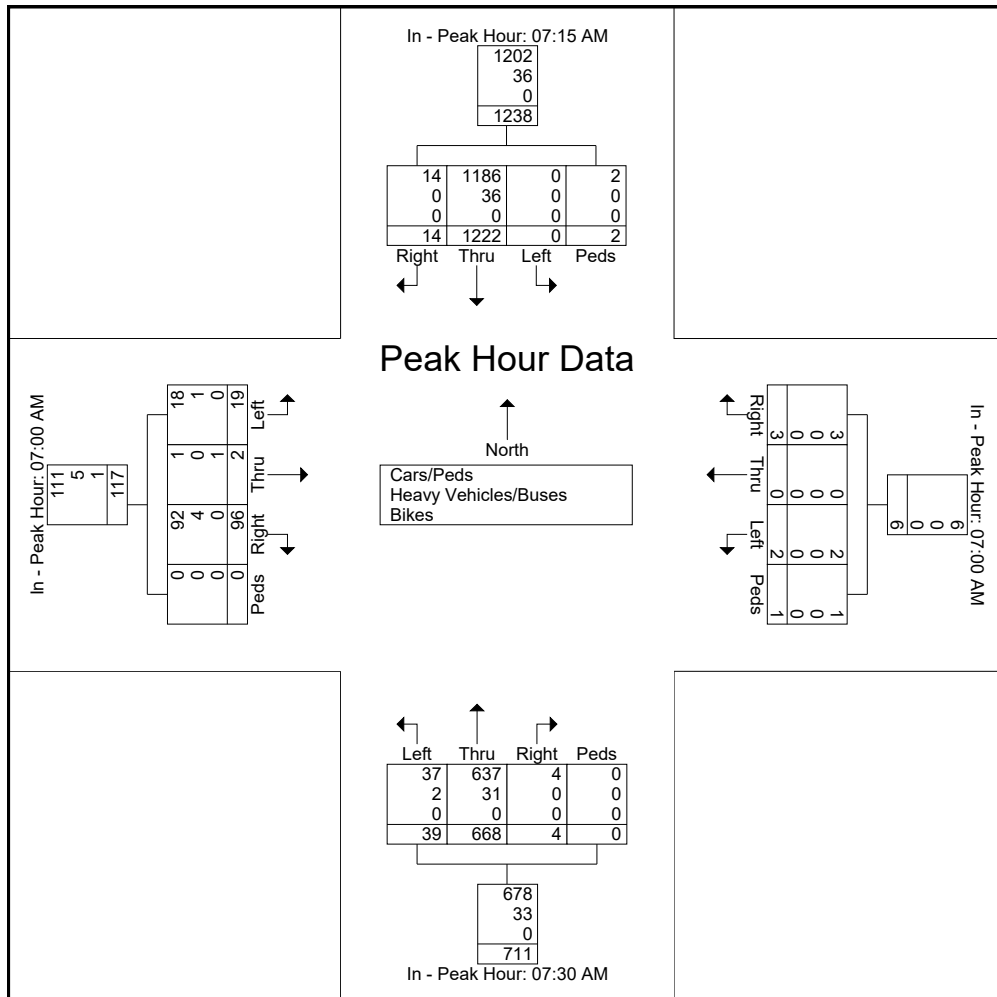 In - Peak Hour: 07:15 AM
1202
36
0
1238
14 1186 0 2
0 36 0 0
0 0 0 0
14 1222 0 2
Right Thru Left Peds
Peak Hour Data
North
Cars/Peds
Heavy Vehicles/Buses
Bikes
In - Peak Hour: 07:00 AM
111
5
1
117
18 1 0 19 Left
1 0 1 2 Thru
92 4 0 96 Right
0 0 0 0 Peds
Right 3 0 0 3
Thru 0 0 0 0
Left 2 0 0 2
Peds 1 0 0 1
6
0
0
6
In - Peak Hour: 07:00 AM
Left Thru Right Peds
37 637 4 0
2 31 0 0
0 0 0 0
39 668 4 0
678
33
0
711
In - Peak Hour: 07:30 AM